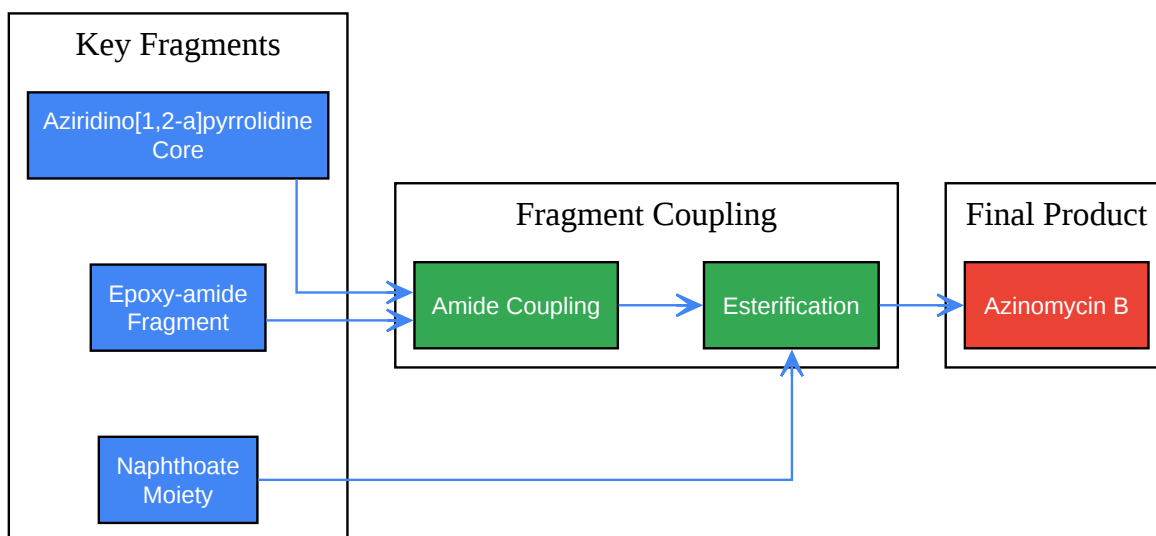 Key Fragments
Aziridino[1,2-a]pyrrolidine
Core
Epoxy-amide
Fragment
Naphthoate
Moiety
Fragment Coupling
Amide Coupling
Esterification
Final Product
Azinomycin B